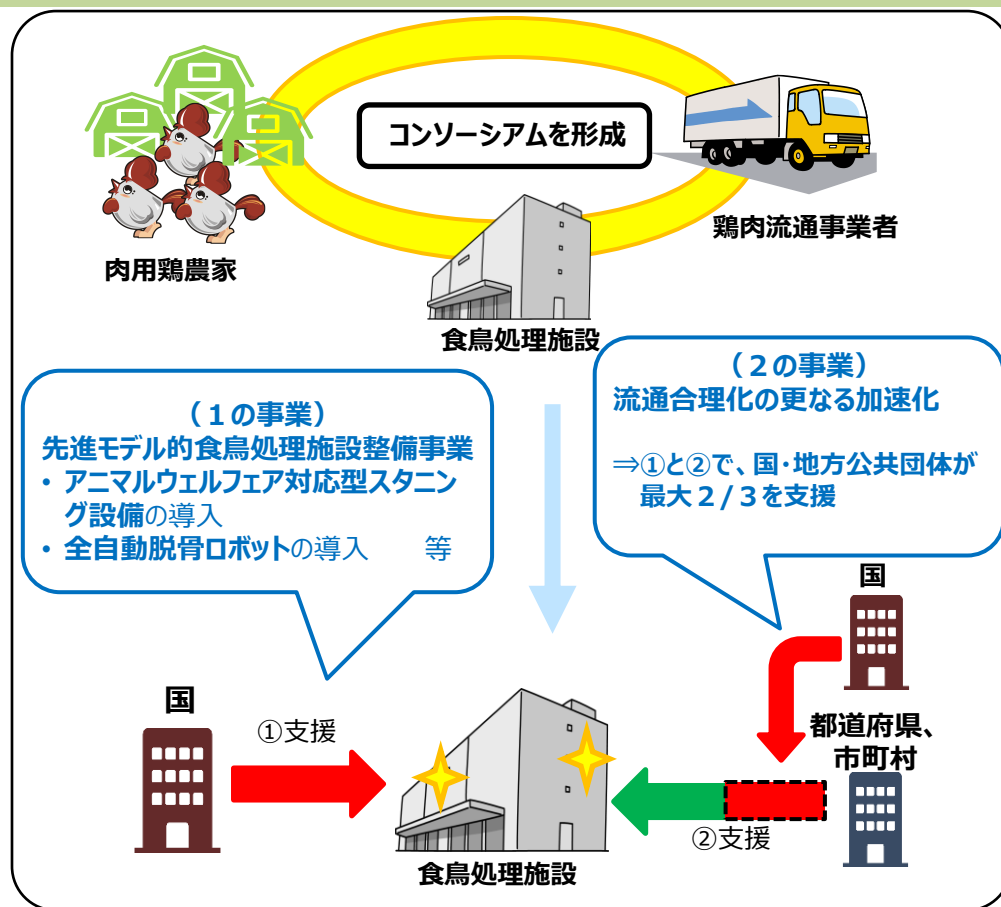 コンソーシアムを形成
肉用鶏農家
鶏肉流通事業者
食鳥処理施設
（１の事業）
先進モデル的食鳥処理施設整備事業
・ アニマルウェルフェア対応型スタニン
グ設備の導入
・ 全自動脱骨ロボットの導入　　等
（２の事業）
流通合理化の更なる加速化
⇒①と②で、国・地方公共団体が
最大２/３を支援
国
①支援
食鳥処理施設
国
都道府県、
市町村
②支援